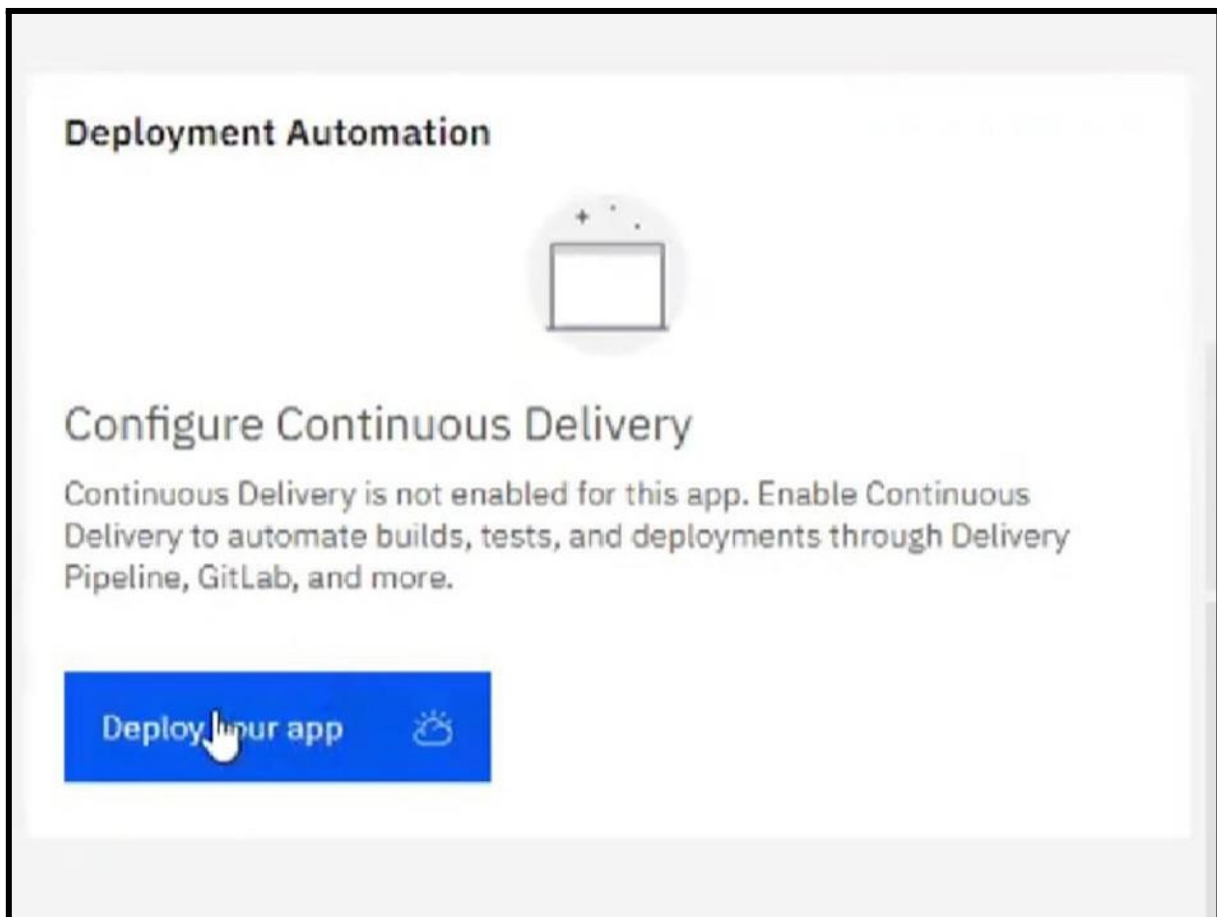 Deployment Automation
Configure Continuous Delivery
Continuous Delivery is not enabled for this app. Enable Continuous
Delivery to automate builds, tests, and deployments through Delivery
Pipeline, GitLab, and more.
Deploy your app